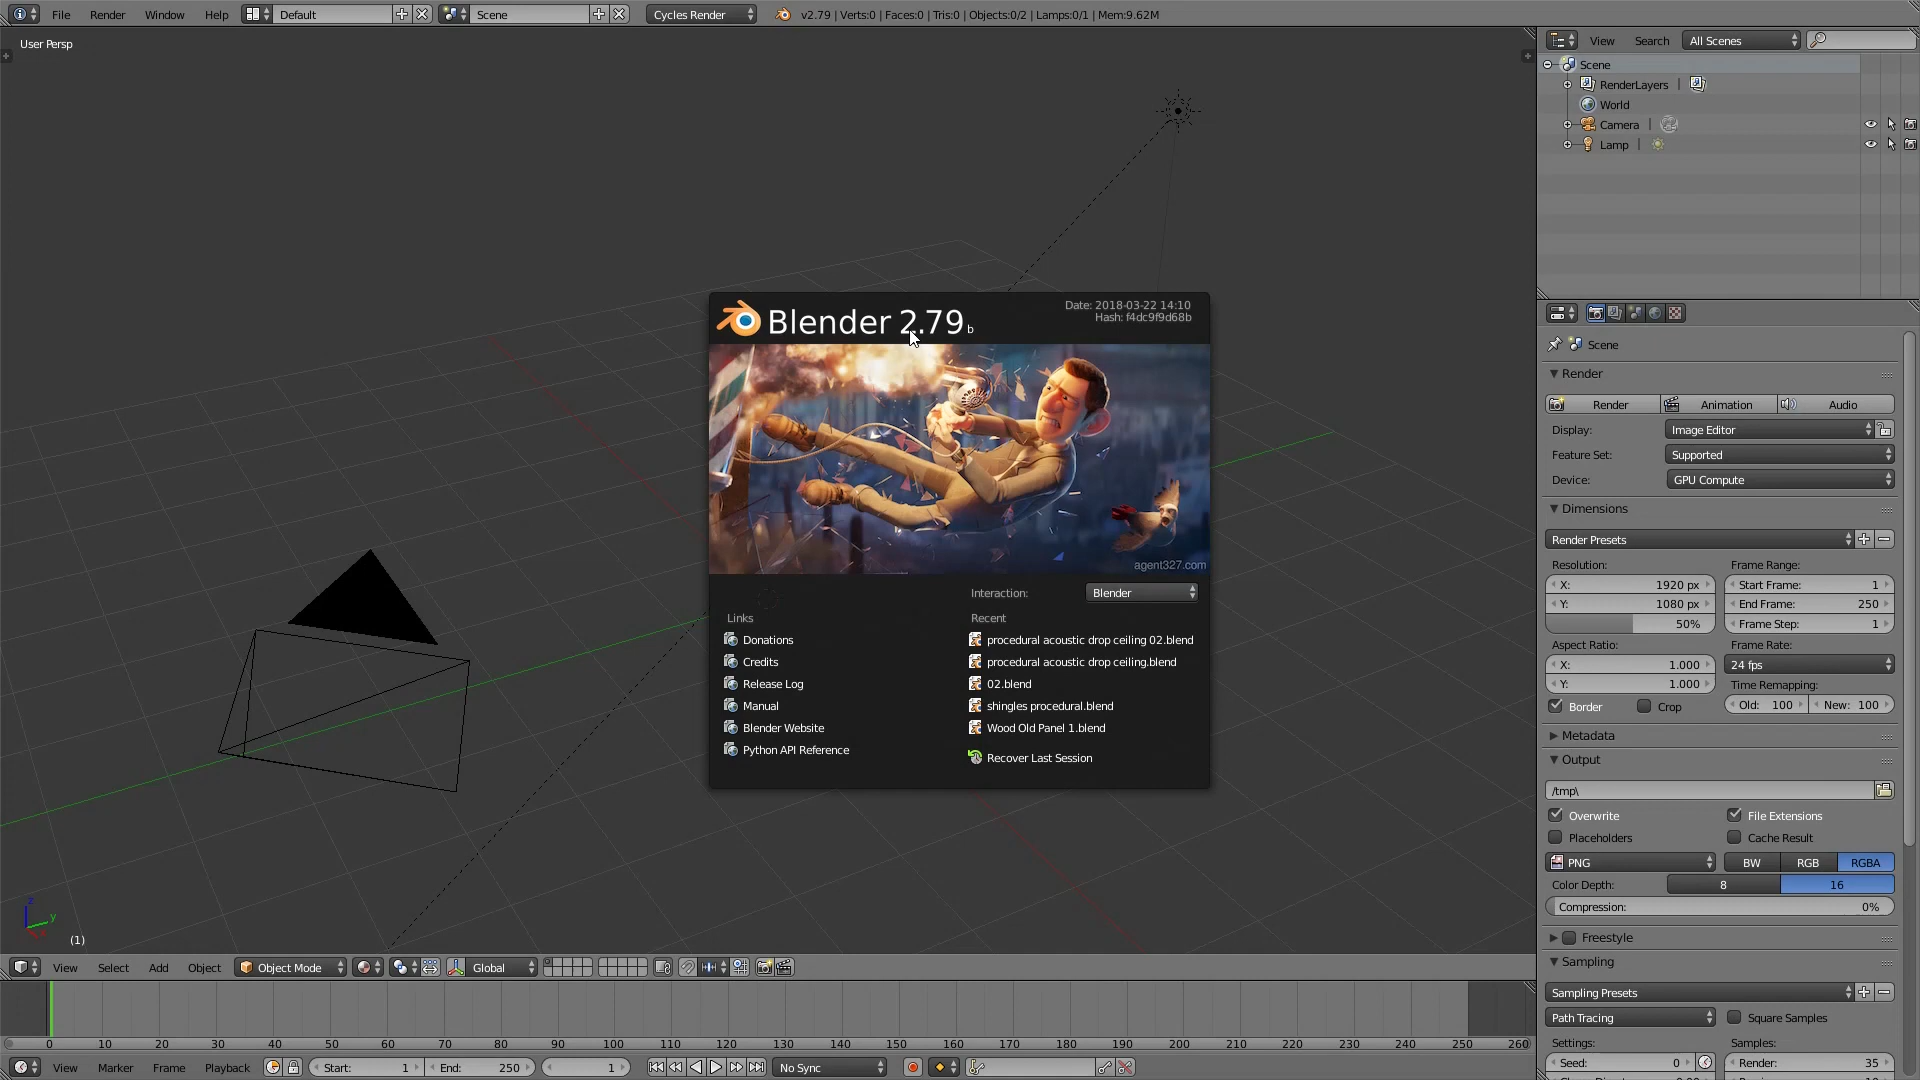 File Render Window Help Default Scene Cycles Render v2.79 | Verts:0 | Faces:0 | Tris:0 | Objects:0/2 | Lamps:0/1 | Mem:9.62M
User Persp
View Search All Scenes
Scene
RenderLayers
World
Camera
Lamp
Blender 2.79 b
Date: 2018-03-22 14:10
Hash: f4dc9f9d68b
agent327.com
Interaction: Blender
Links
Donations
Credits
Release Log
Manual
Blender Website
Python API Reference
Recent
procedural acoustic drop ceiling 02.blend
procedural acoustic drop ceiling.blend
02.blend
shingles procedural.blend
Wood Old Panel 1.blend
Recover Last Session
Scene
Render
Render Animation Audio
Display: Image Editor
Feature Set: Supported
Device: GPU Compute
Dimensions
Render Presets
Resolution: Frame Range:
X: 1920 px Start Frame: 1
Y: 1080 px End Frame: 250
50% Frame Step: 1
Aspect Ratio: Frame Rate:
X: 1.000 24 fps
Y: 1.000 Time Remapping:
Border Crop Old: 100 New: 100
Metadata
Output
/tmp\
Overwrite File Extensions
Placeholders Cache Result
PNG BW RGB RGBA
Color Depth: 8 16
Compression: 0%
Freestyle
Sampling
Sampling Presets
Path Tracing Square Samples
Settings: Samples:
Seed: 0 Render: 35
z
y
(1)
View Select Add Object Object Mode Global
0 10 20 30 40 50 60 70 80 90 100 110 120 130 140 150 160 170 180 190 200 210 220 230 240 250 260
View Marker Frame Playback Start: 1 End: 250 1 No Sync